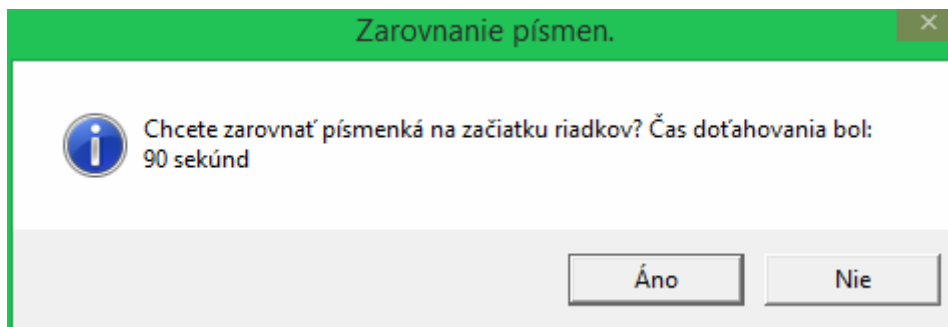 Zarovnanie písmen.
Chcete zarovnať písmenká na začiatku riadkov? Čas doťahovania bol:
90 sekúnd
Áno
Nie